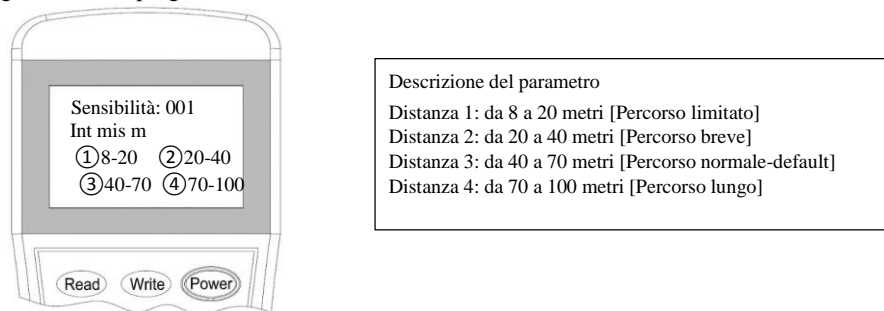 Sensibilità: 001
Int mis m
①8-20 ②20-40
③40-70 ④70-100
Read Write Power
Descrizione del parametro
Distanza 1: da 8 a 20 metri [Percorso limitato]
Distanza 2: da 20 a 40 metri [Percorso breve]
Distanza 3: da 40 a 70 metri [Percorso normale-default]
Distanza 4: da 70 a 100 metri [Percorso lungo]